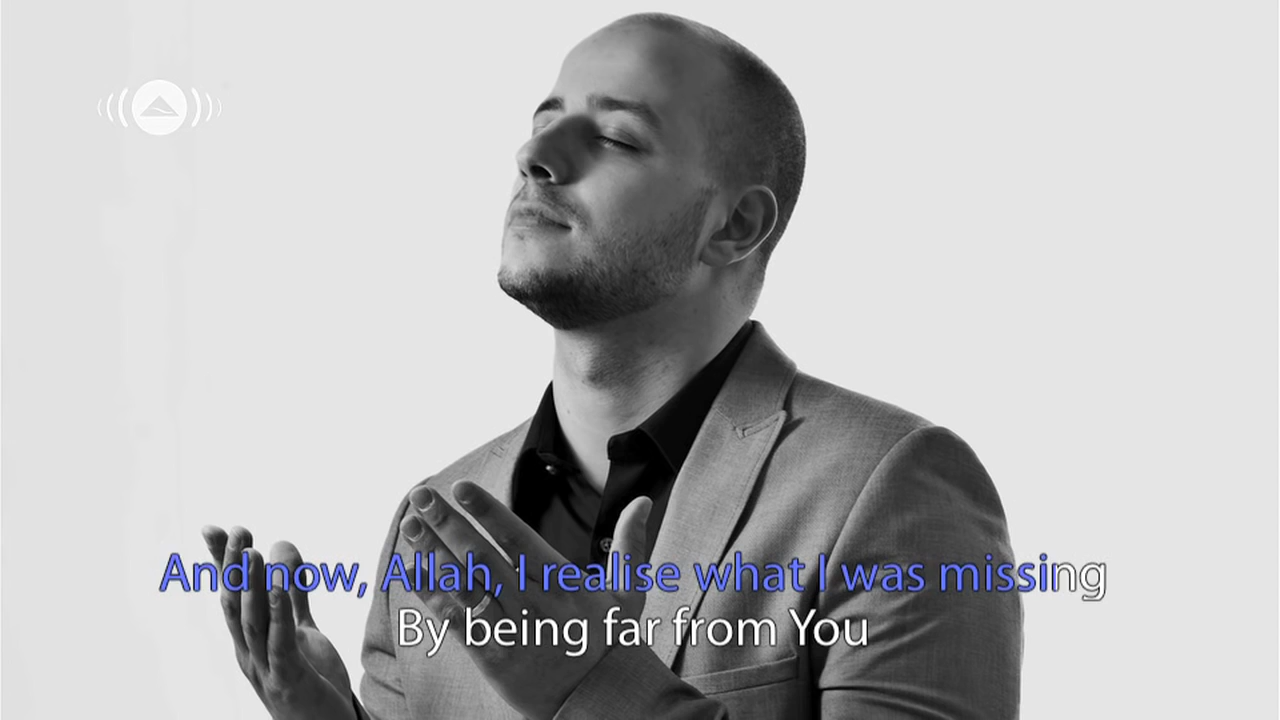 And now, Allah, I realise what I was missing
By being far from You